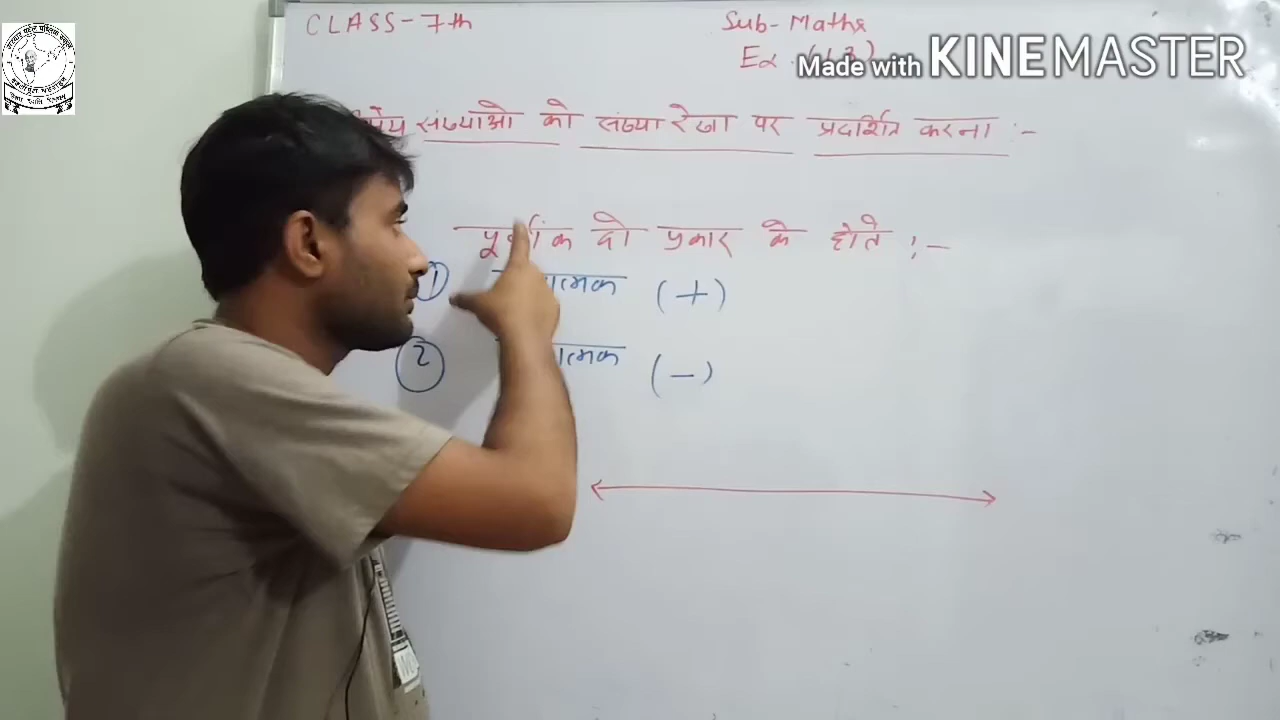 CLASS - 7th
Sub - Maths
Made with KINEMASTER
संख्याओ को संख्या रेखा पर प्रदर्शित करना :-
पूर्णांक दो प्रकार के होते :-
1
(+)
2
(-)